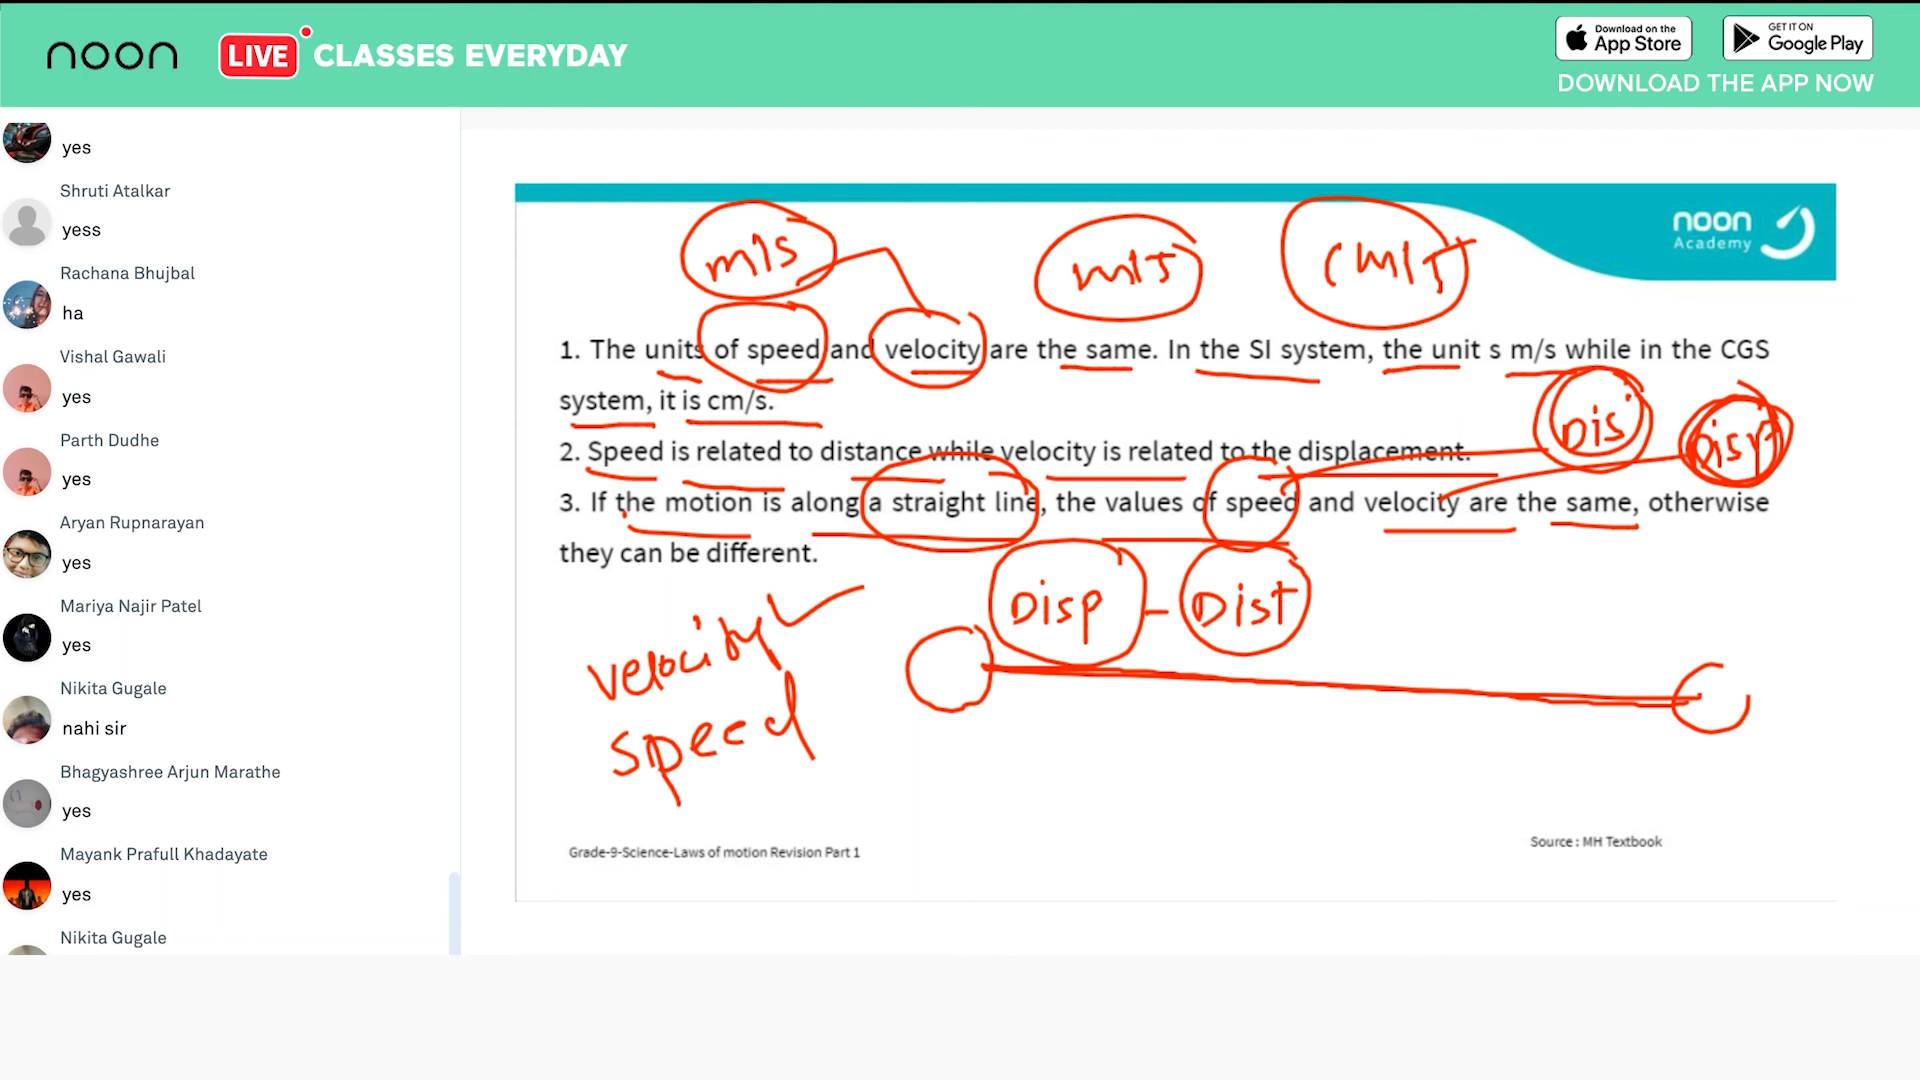 noon LIVE CLASSES EVERYDAY
Download on the
App Store
GET IT ON
Google Play
DOWNLOAD THE APP NOW
yes
Shruti Atalkar
yess
Rachana Bhujbal
ha
Vishal Gawali
yes
Parth Dudhe
yes
Aryan Rupnarayan
yes
Mariya Najir Patel
yes
Nikita Gugale
nahi sir
Bhagyashree Arjun Marathe
yes
Mayank Prafull Khadayate
yes
Nikita Gugale
noon
Academy
m/s
m/s
cm/s
1. The units of speed and velocity are the same. In the SI system, the unit s m/s while in the CGS
system, it is cm/s.
Dis
Disp
2. Speed is related to distance while velocity is related to the displacement.
3. If the motion is along a straight line, the values of speed and velocity are the same, otherwise
they can be different.
Disp - Dist
velocity
speed
Grade-9-Science-Laws of motion Revision Part 1
Source : MH Textbook